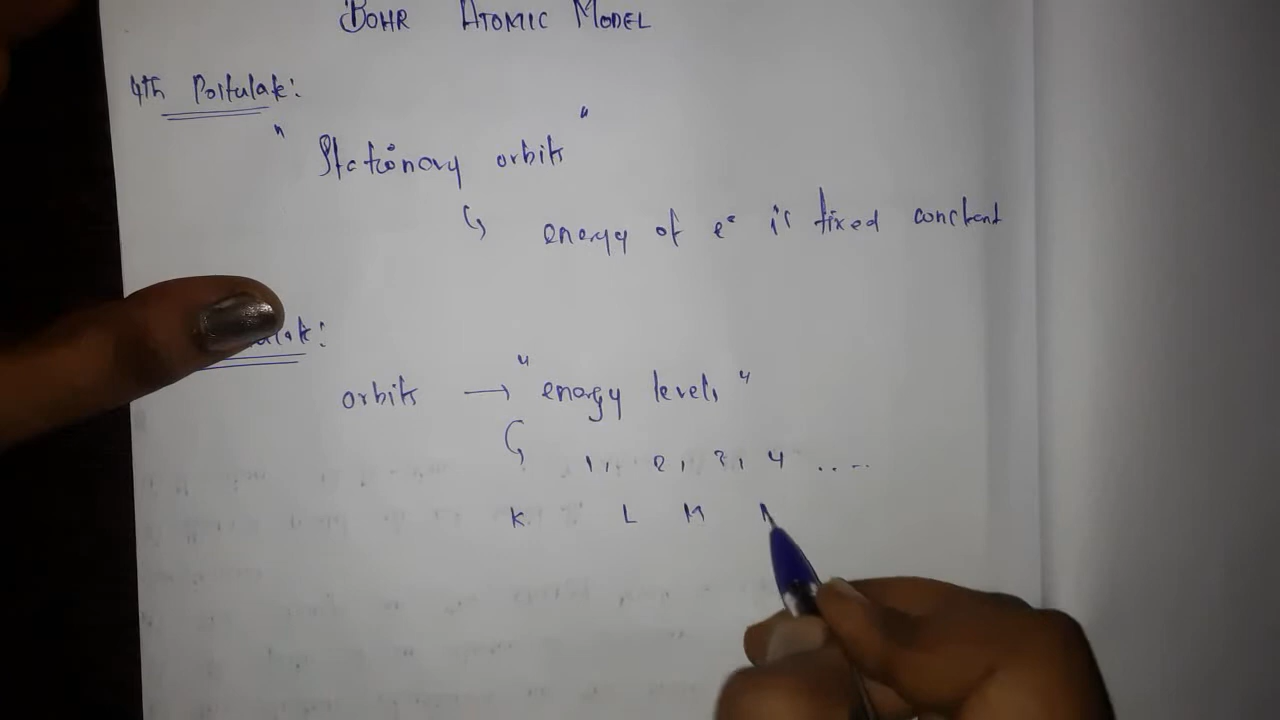 BOHR ATOMIC MODEL
4th Postulate:
" Stationary orbits "
energy of e⁻ is fixed constant
orbits → "energy levels"
1, 2, 3, 4 ....
K L M